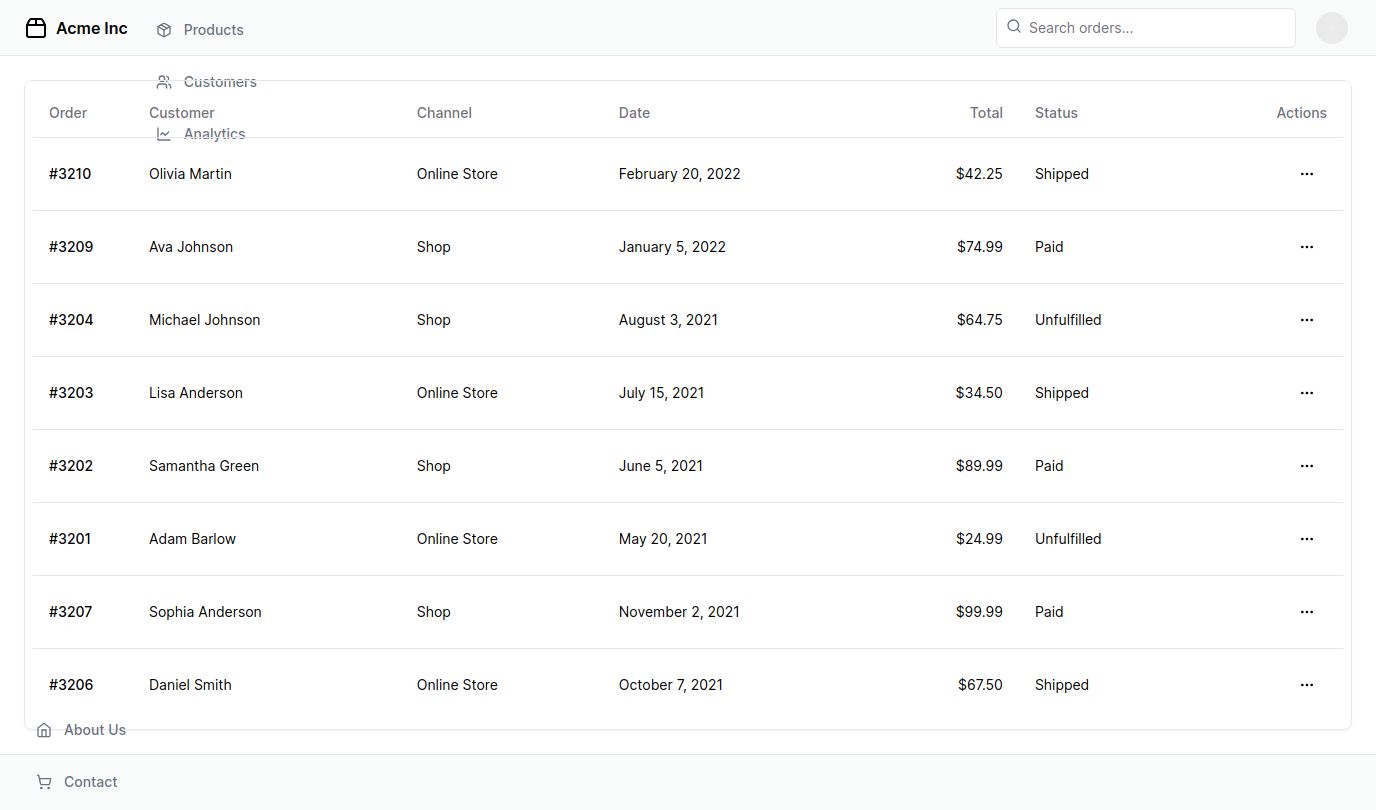 Acme Inc Products Search orders...
Customers
Order Customer Channel Date Total Status Actions
Analytics
#3210 Olivia Martin Online Store February 20, 2022 $42.25 Shipped
#3209 Ava Johnson Shop January 5, 2022 $74.99 Paid
#3204 Michael Johnson Shop August 3, 2021 $64.75 Unfulfilled
#3203 Lisa Anderson Online Store July 15, 2021 $34.50 Shipped
#3202 Samantha Green Shop June 5, 2021 $89.99 Paid
#3201 Adam Barlow Online Store May 20, 2021 $24.99 Unfulfilled
#3207 Sophia Anderson Shop November 2, 2021 $99.99 Paid
#3206 Daniel Smith Online Store October 7, 2021 $67.50 Shipped
About Us
Contact